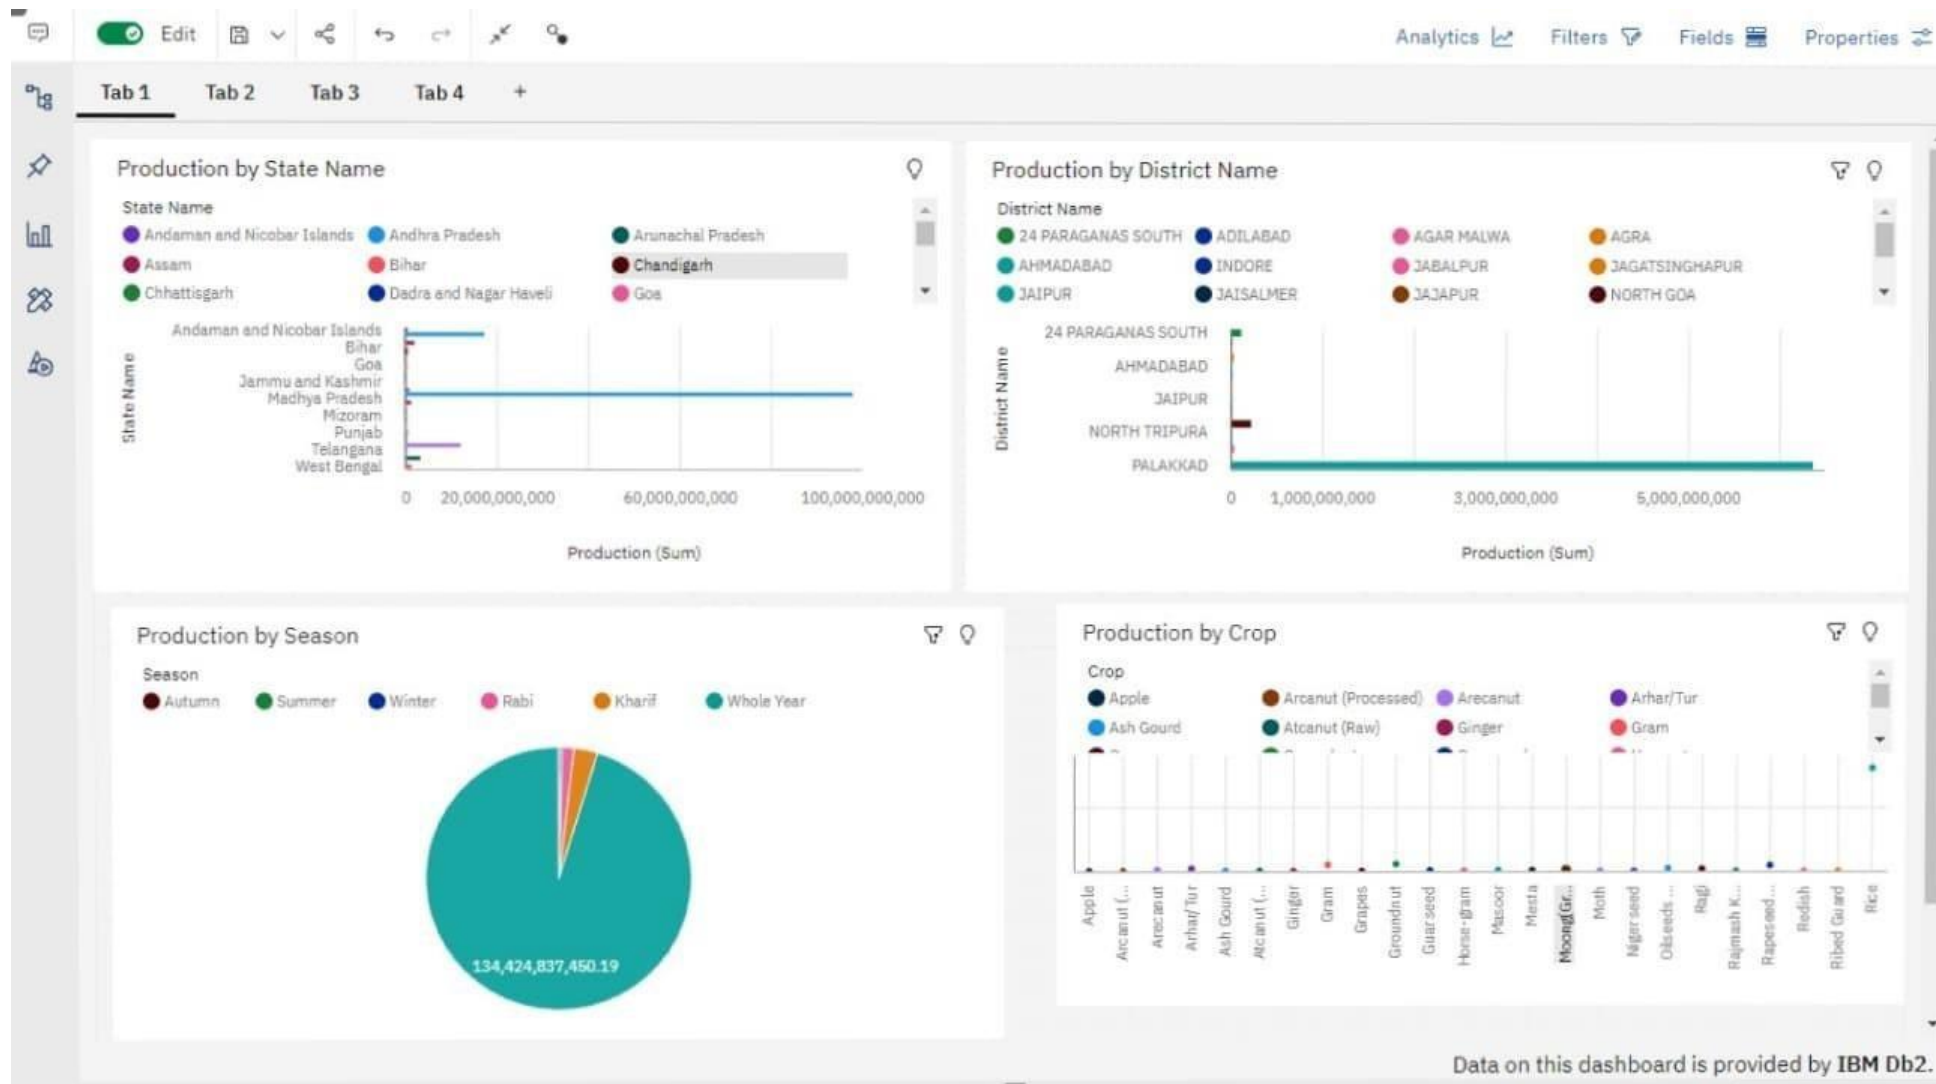 Edit
Analytics Filters Fields Properties
Tab 1 Tab 2 Tab 3 Tab 4 +
Production by State Name
State Name
Andaman and Nicobar Islands Andhra Pradesh Arunachal Pradesh
Assam Bihar Chandigarh
Chhattisgarh Dadra and Nagar Haveli Goa
State Name
Andaman and Nicobar Islands
Bihar
Goa
Jammu and Kashmir
Madhya Pradesh
Mizoram
Punjab
Telangana
West Bengal
0 20,000,000,000 60,000,000,000 100,000,000,000
Production (Sum)
Production by District Name
District Name
24 PARAGANAS SOUTH ADILABAD AGAR MALWA AGRA
AHMADABAD INDORE JABALPUR JAGATSINGHAPUR
JAIPUR JAISALMER JAJAPUR NORTH GOA
District Name
24 PARAGANAS SOUTH
AHMADABAD
JAIPUR
NORTH TRIPURA
PALAKKAD
0 1,000,000,000 3,000,000,000 5,000,000,000
Production (Sum)
Production by Season
Season
Autumn Summer Winter Rabi Kharif Whole Year
134,424,837,450.19
Production by Crop
Crop
Apple Arcanut (Processed) Arecanut Arhar/Tur
Ash Gourd Atcanut (Raw) Ginger Gram
Apple
Arcanut (...
Arecanut
Arhar/Tur
Ash Gourd
Atcanut (...
Ginger
Gram
Grapes
Groundnut
Guar seed
Horse-gram
Masoor
Mesta
Moong(Gr...
Moth
Niger seed
Oilseeds ...
Ragi
Rajmash K...
Rapeseed...
Redish
Ribed Guard
Rice
Data on this dashboard is provided by IBM Db2.